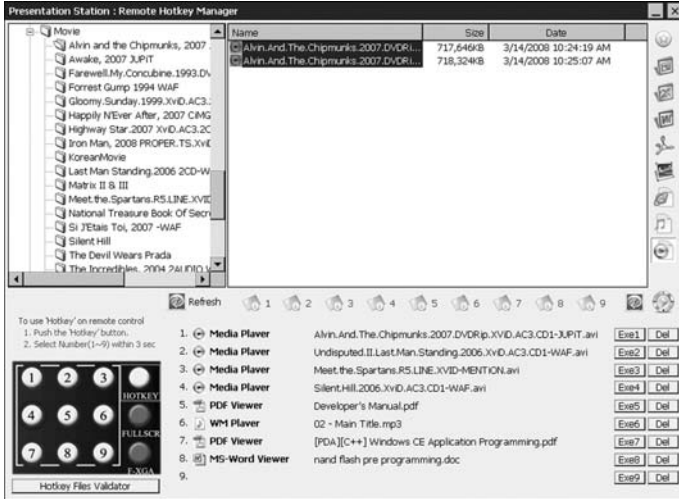 Presentation Station : Remote Hotkey Manager
Movie
Alvin and the Chipmunks, 2007
Awake, 2007 JUPiT
Farewell.My.Concubine.1993.DV
Forrest Gump 1994 WAF
Gloomy.Sunday.1999.XviD.AC3.
Happily N'Ever After, 2007 CiMG
Highway Star.2007 XviD.AC3.2C
Iron Man, 2008 PROPER.TS.XviD
KoreanMovie
Last Man Standing.2006 2CD-W
Matrix II & III
Meet.the.Spartans.R5.LINE.XVID
National Treasure Book Of Secr
Si J'Etais Toi, 2007 -WAF
Silent Hill
The Devil Wears Prada
The Incredibles, 2004 2AUDIO
Name Size Date
Alvin.And.The.Chipmunks.2007.DVDRi... 717,646KB 3/14/2008 10:24:19 AM
Alvin.And.The.Chipmunks.2007.DVDRi... 718,324KB 3/14/2008 10:25:07 AM
Refresh 1 2 3 4 5 6 7 8 9
To use 'Hotkey' on remote control
1. Push the 'Hotkey' button.
2. Select Number(1~9) within 3 sec
1 2 3
HOTKEY
4 5 6
FULLSCR
7 8 9
F-XGA
Hotkey Files Validator
1. Media Player Alvin.And.The.Chipmunks.2007.DVDRip.XViD.AC3.CD1-JUPiT.avi Exe1 Del
2. Media Player Undisputed.II.Last.Man.Standing.2006.XviD.AC3.CD1-WAF.avi Exe2 Del
3. Media Player Meet.the.Spartans.R5.LINE.XViD-MENTiON.avi Exe3 Del
4. Media Player Silent.Hill.2006.XviD.AC3.CD1-WAF.avi Exe4 Del
5. PDF Viewer Developer's Manual.pdf Exe5 Del
6. WM Player 02 - Main Title.mp3 Exe6 Del
7. PDF Viewer [PDA][C++] Windows CE Application Programming.pdf Exe7 Del
8. MS-Word Viewer nand flash pre programming.doc Exe8 Del
9. Exe9 Del